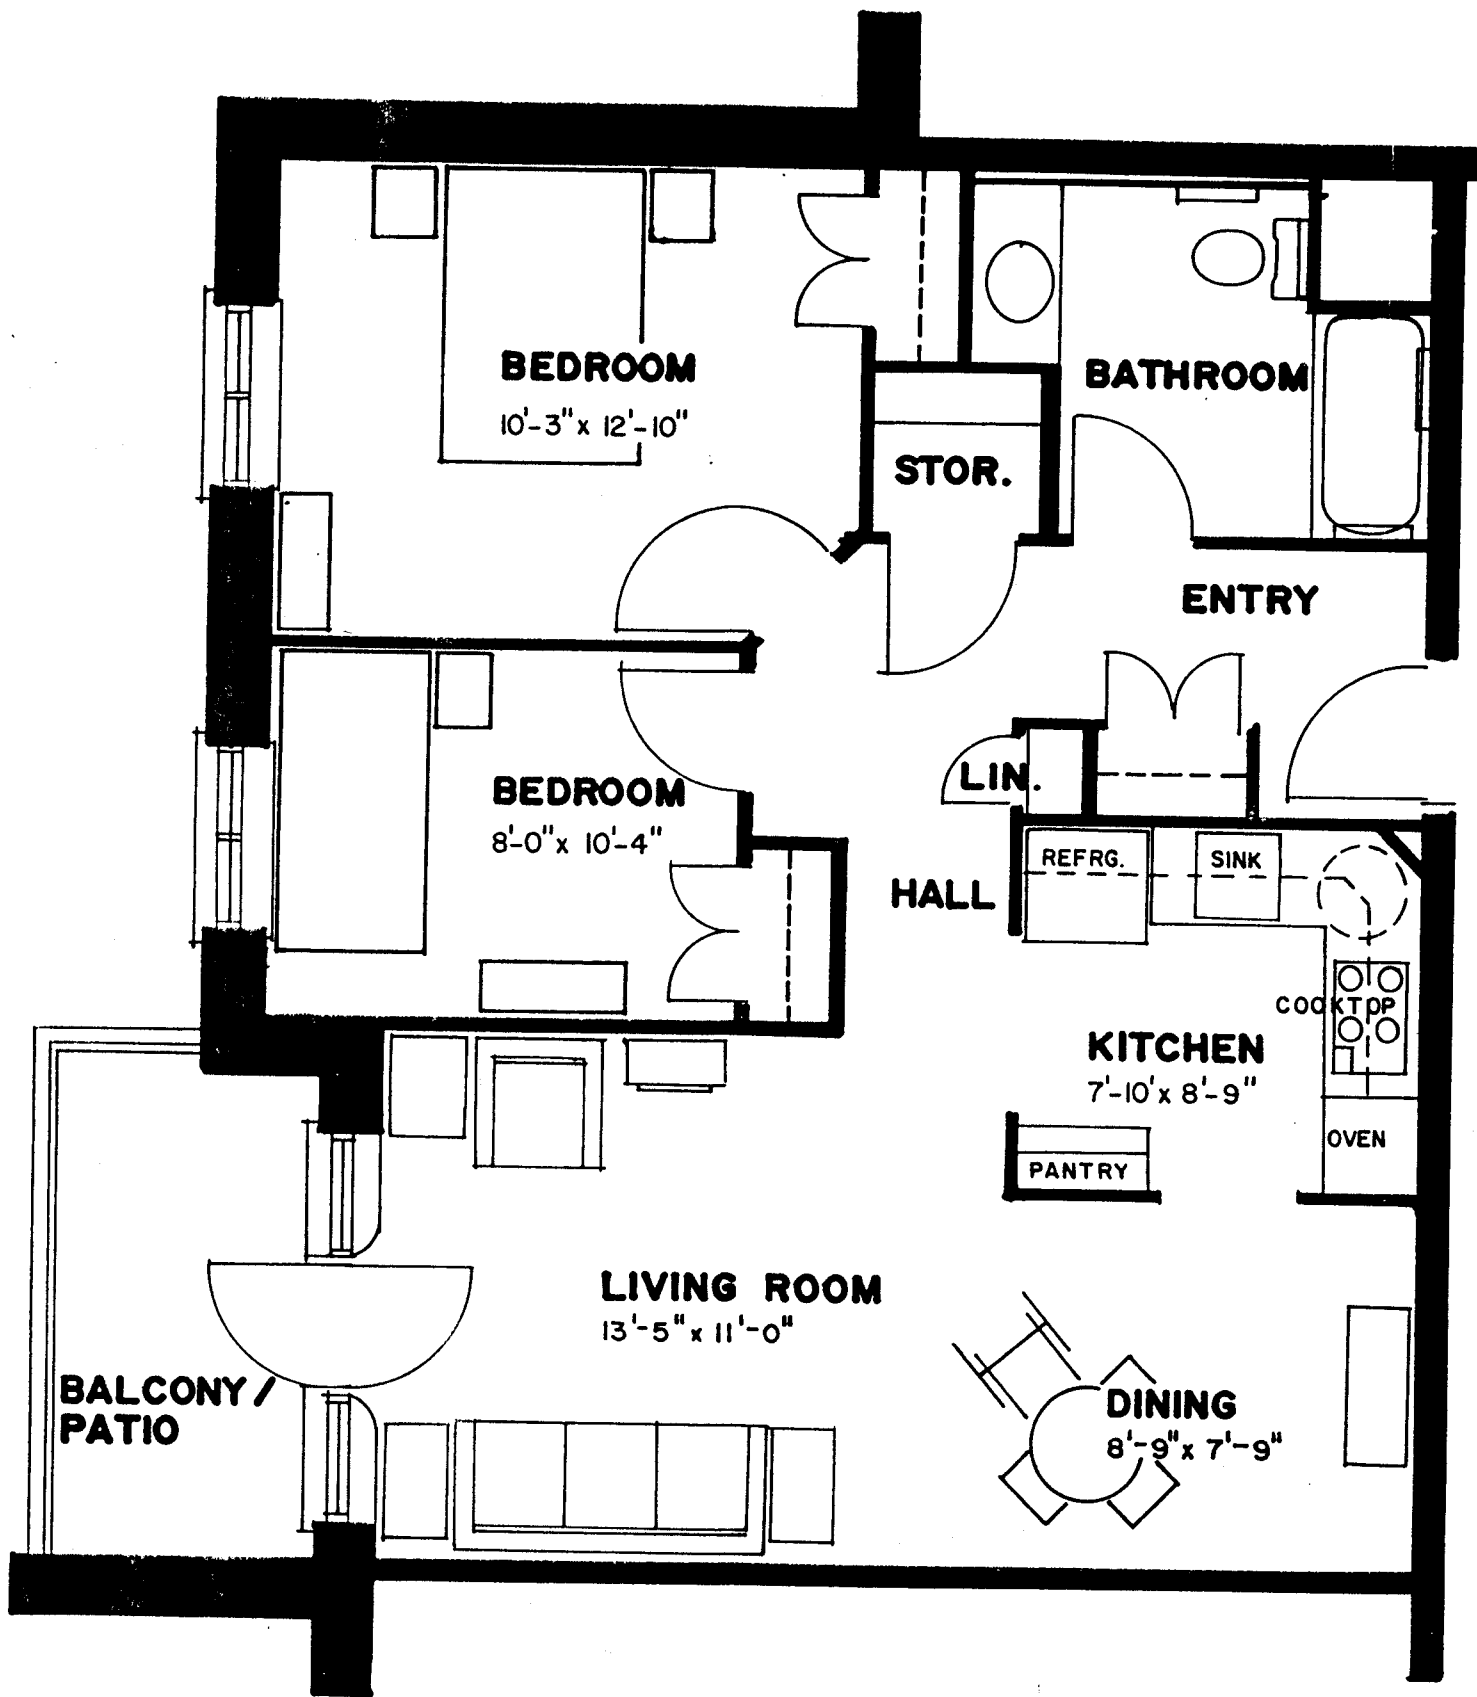 BEDROOM
10'-3" x 12'-10"
BATHROOM
STOR.
ENTRY
BEDROOM
8'-0" x 10'-4"
LIN.
REFRG.
SINK
HALL
COOKTOP
KITCHEN
7'-10' x 8'-9"
OVEN
PANTRY
LIVING ROOM
13'-5" x 11'-0"
BALCONY/
PATIO
DINING
8'-9" x 7'-9"